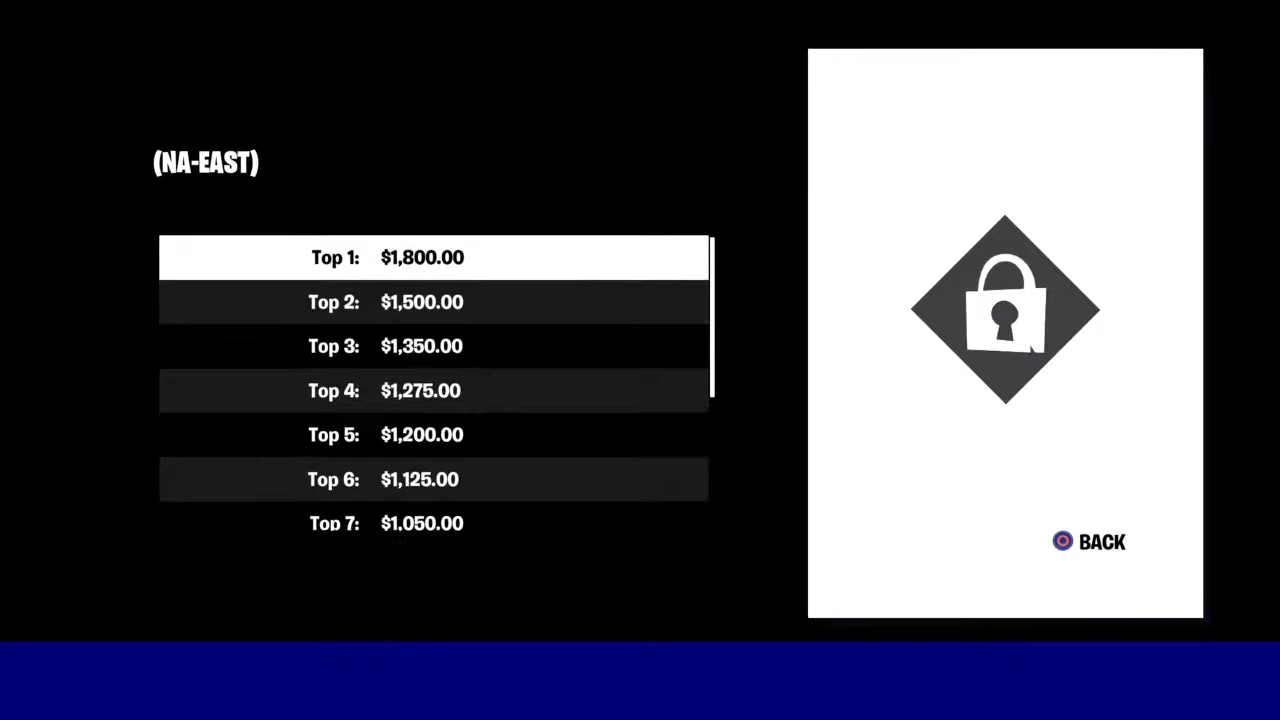 (NA-EAST)
Top 1: $1,800.00
Top 2: $1,500.00
Top 3: $1,350.00
Top 4: $1,275.00
Top 5: $1,200.00
Top 6: $1,125.00
Top 7: $1,050.00
BACK